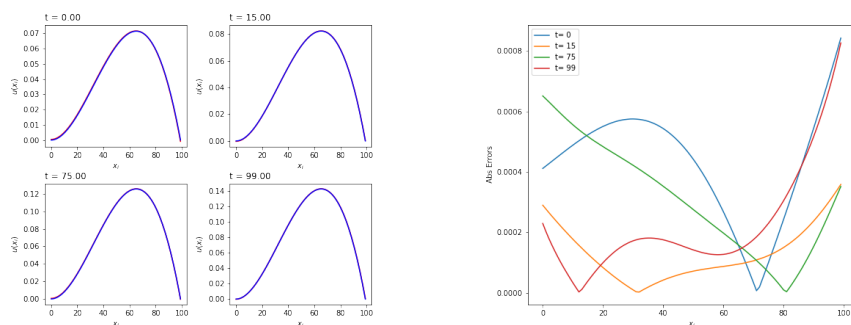 t = 0.00
0.07
0.06
0.05
0.04
0.03
0.02
0.01
0.00
u(xᵢ)
0 20 40 60 80 100
xᵢ
t = 15.00
0.08
0.06
0.04
0.02
0.00
u(xᵢ)
0 20 40 60 80 100
xᵢ
t = 75.00
0.12
0.10
0.08
0.06
0.04
0.02
0.00
u(xᵢ)
0 20 40 60 80 100
xᵢ
t = 99.00
0.14
0.12
0.10
0.08
0.06
0.04
0.02
0.00
u(xᵢ)
0 20 40 60 80 100
xᵢ
t= 0
t= 15
t= 75
t= 99
0.0008
0.0006
0.0004
0.0002
0.0000
Abs Errors
0 20 40 60 80 100
xᵢ